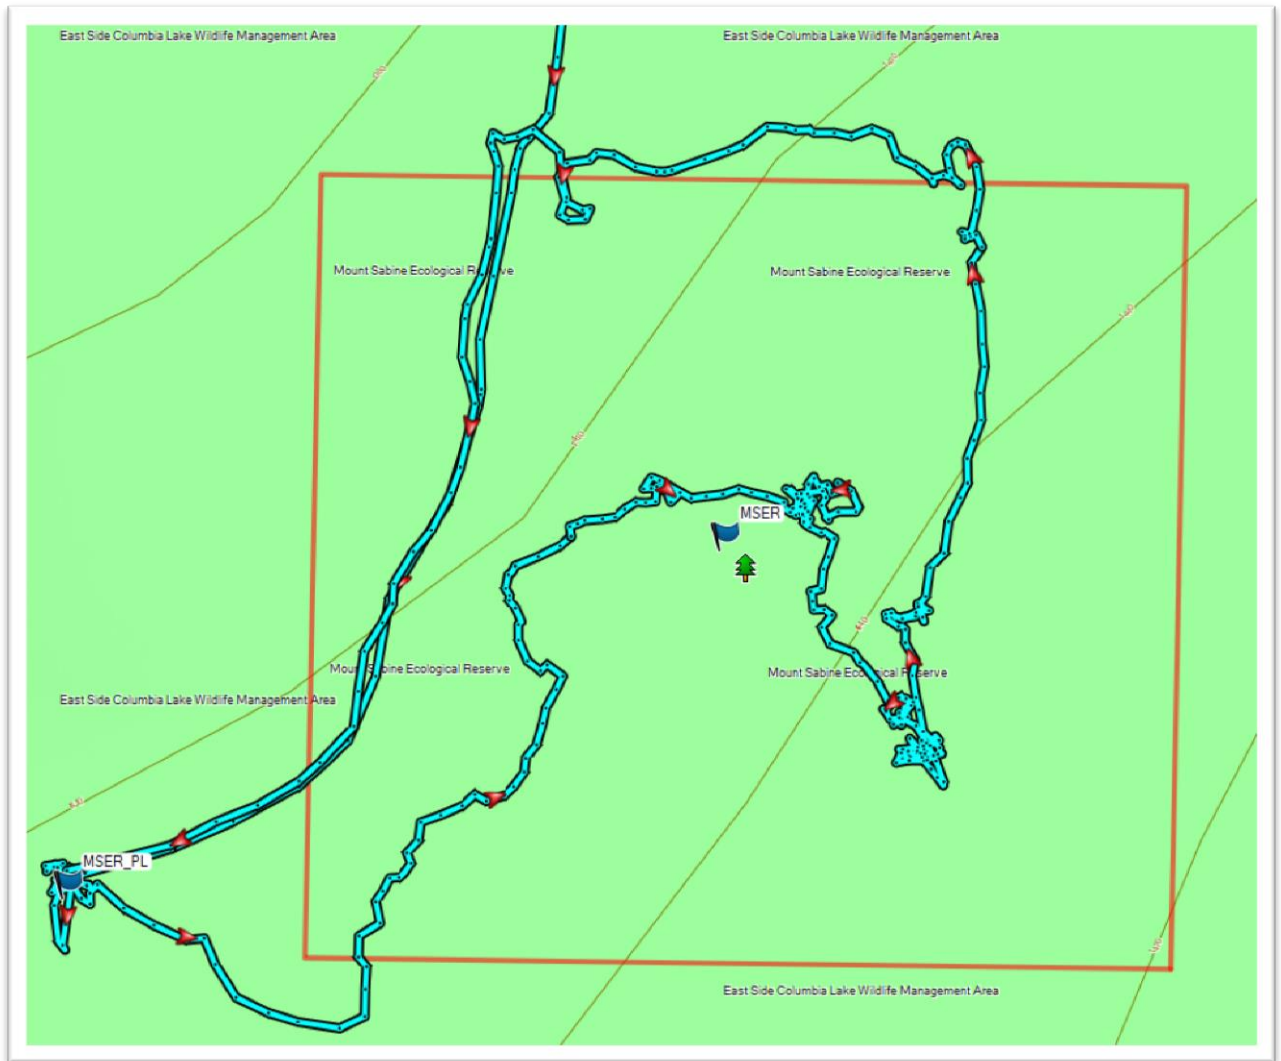 East Side Columbia Lake Wildlife Management Area
East Side Columbia Lake Wildlife Management Area
Mount Sabine Ecological Reserve
Mount Sabine Ecological Reserve
MSER
Mount Sabine Ecological Reserve
Mount Sabine Ecological Reserve
East Side Columbia Lake Wildlife Management Area
MSER_PL
East Side Columbia Lake Wildlife Management Area